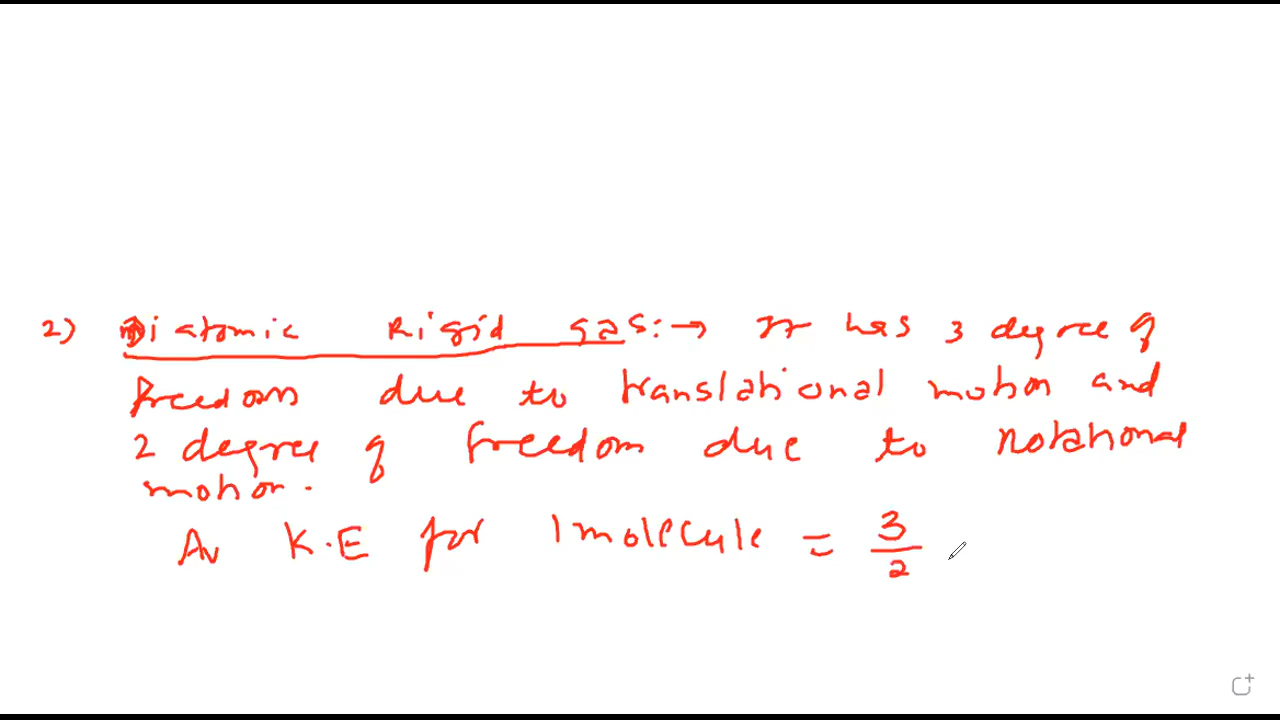 2) Diatomic Rigid gas:→ It has 3 degree of
freedom due to translational motion and
2 degree of freedom due to rotational
motion.
Av K.E for 1 molecule = 3/2